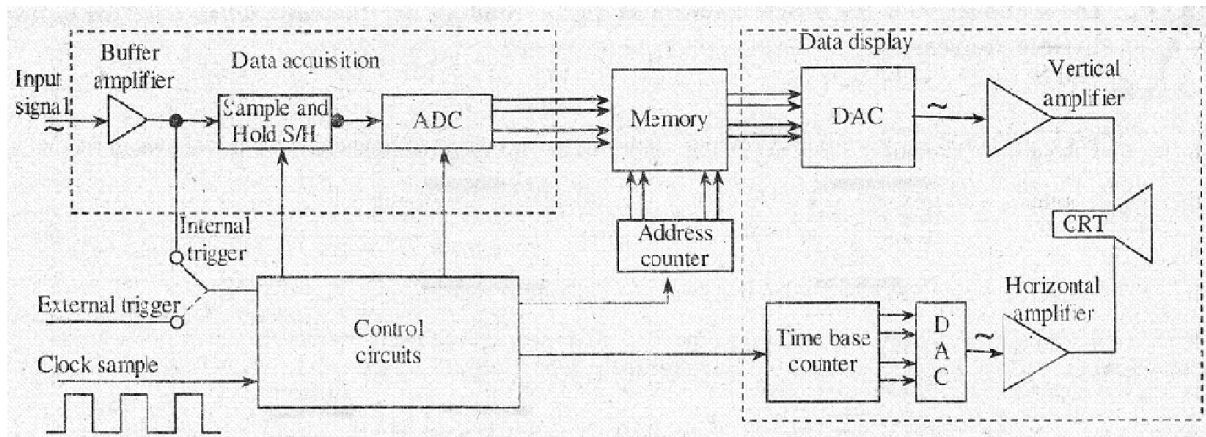 Data display
Buffer
amplifier
Data acquisition
Vertical
amplifier
Input
signal
~
Sample and
Hold S/H
ADC
Memory
DAC
~
CRT
Internal
trigger
Address
counter
External trigger
Control
circuits
Horizontal
amplifier
Time base
counter
D
A
C
~
Clock sample